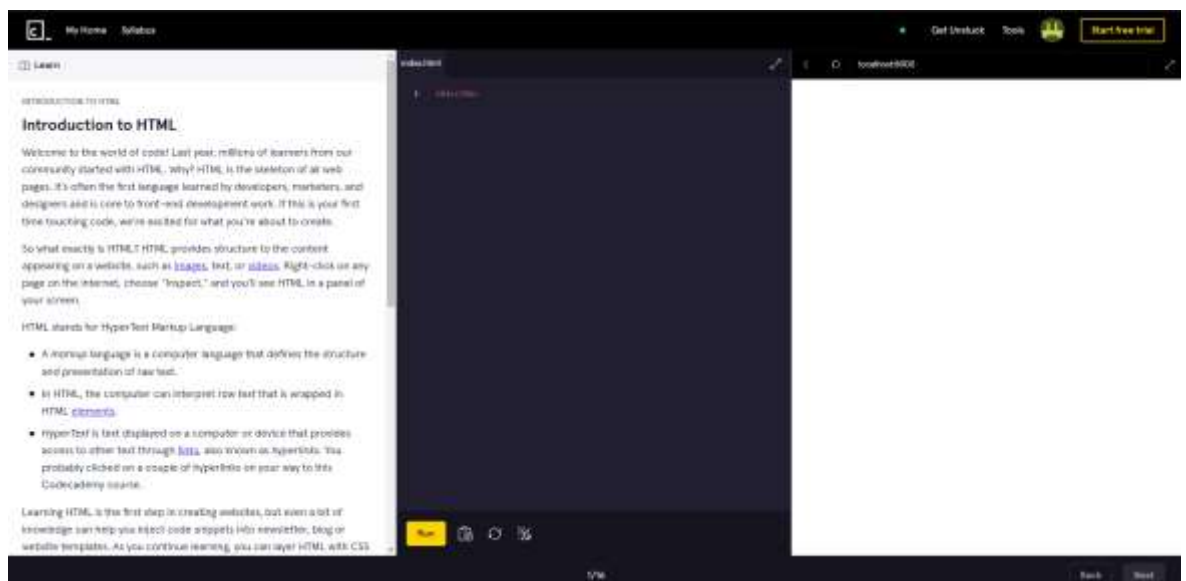 My Home Syllabus
Get Unstuck Tools Start free trial
Learn
index.html
localhost:8000
INTRODUCTION TO HTML
1
Introduction to HTML
Welcome to the world of code! Last year, millions of learners from our
community started with HTML. Why? HTML is the skeleton of all web
pages. It's often the first language learned by developers, marketers, and
designers and is core to front-end development work. If this is your first
time touching code, we're excited for what you're about to create.
So what exactly is HTML? HTML provides structure to the content
appearing on a website, such as images, text, or videos. Right-click on any
page on the internet, choose "Inspect," and you'll see HTML in a panel of
your screen.
HTML stands for HyperText Markup Language:
A markup language is a computer language that defines the structure
and presentation of raw text.
In HTML, the computer can interpret raw text that is wrapped in
HTML elements.
HyperText is text displayed on a computer or device that provides
access to other text through links, also known as hyperlinks. You
probably clicked on a couple of hyperlinks on your way to this
Codecademy course.
Learning HTML is the first step in creating websites, but even a bit of
knowledge can help you inject code snippets into newsletter, blog or
website templates. As you continue learning, you can layer HTML with CSS
Run
1/16
Back Next